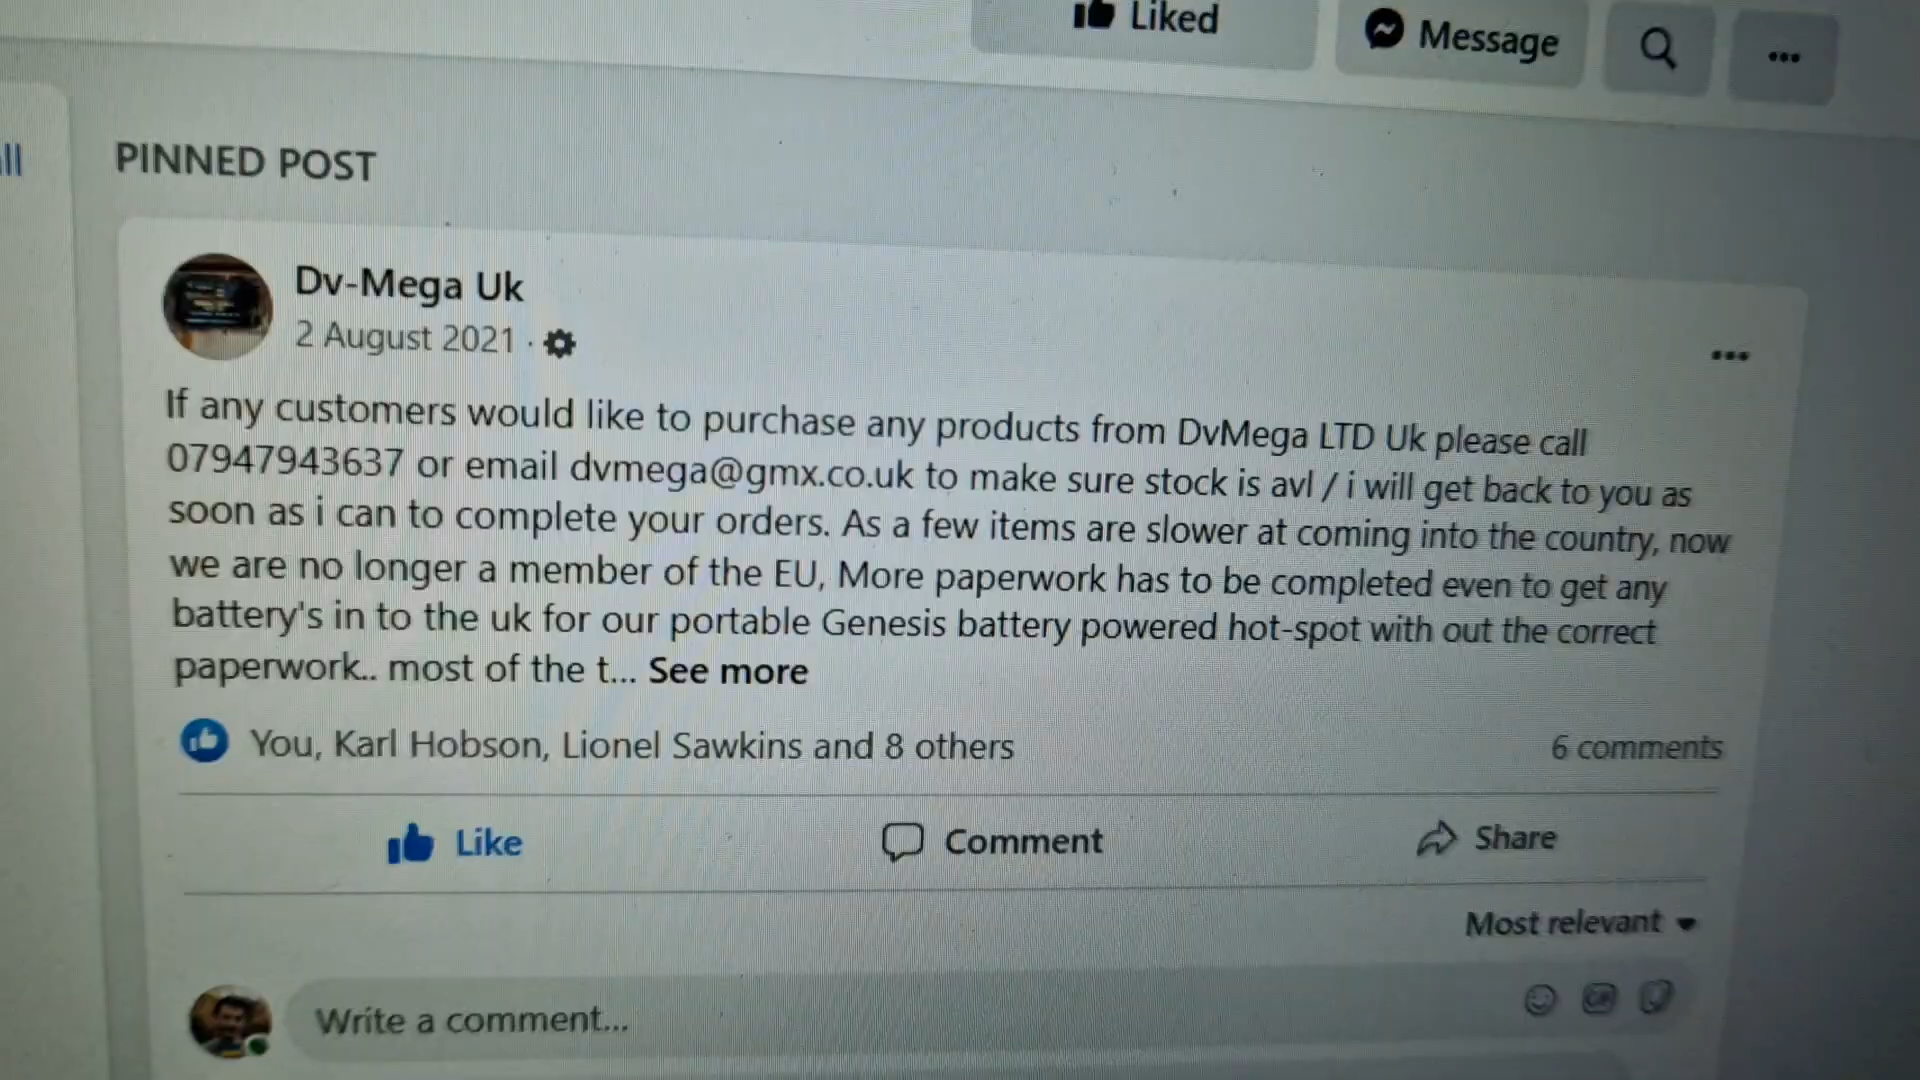 Liked
Message
all
PINNED POST
Dv-Mega Uk
2 August 2021 ·
If any customers would like to purchase any products from DvMega LTD Uk please call
07947943637 or email dvmega@gmx.co.uk to make sure stock is avl / i will get back to you as
soon as i can to complete your orders. As a few items are slower at coming into the country, now
we are no longer a member of the EU, More paperwork has to be completed even to get any
battery's in to the uk for our portable Genesis battery powered hot-spot with out the correct
paperwork.. most of the t... See more
You, Karl Hobson, Lionel Sawkins and 8 others
6 comments
Like
Comment
Share
Most relevant
Write a comment...
GIF